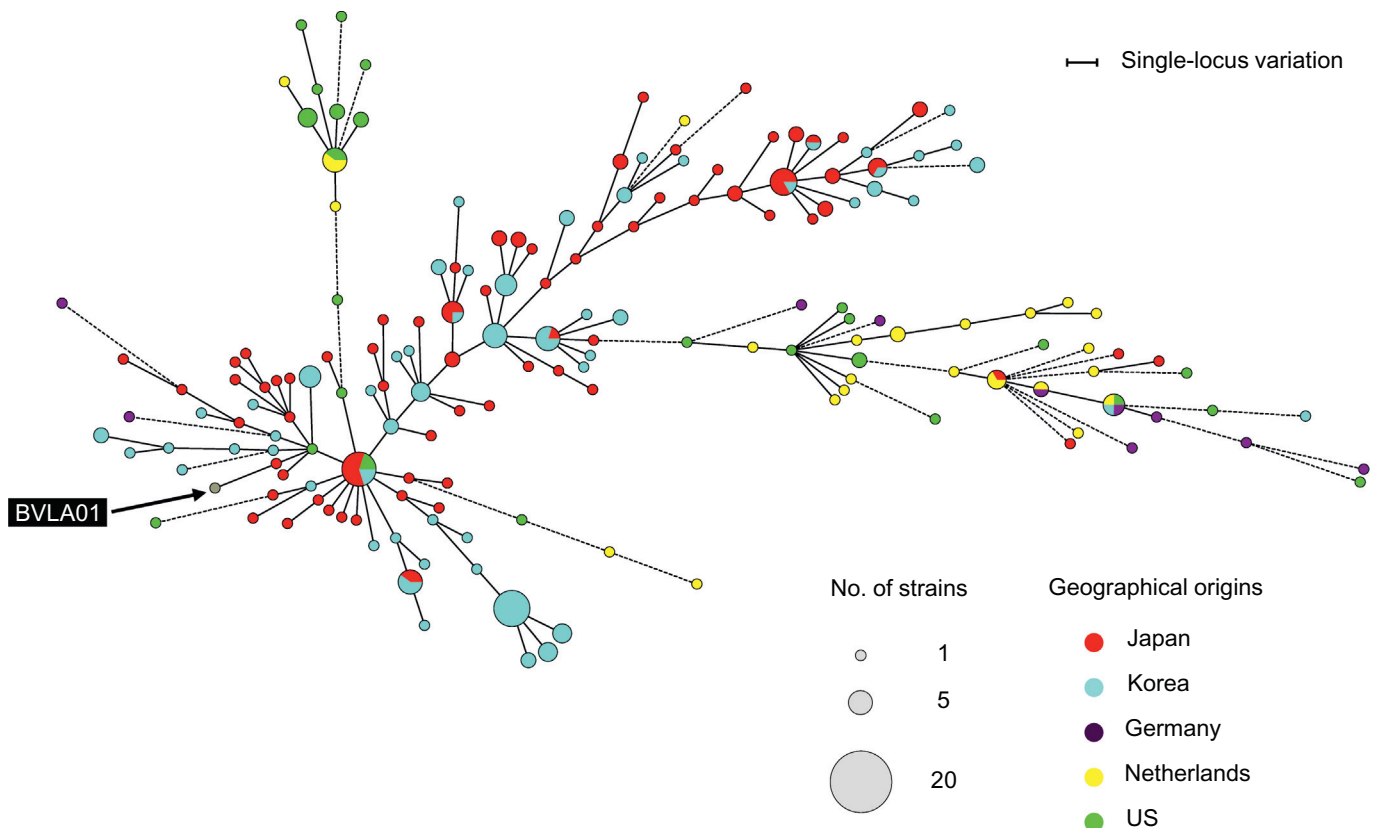 Single-locus variation
BVLA01
No. of strains
1
5
20
Geographical origins
Japan
Korea
Germany
Netherlands
US